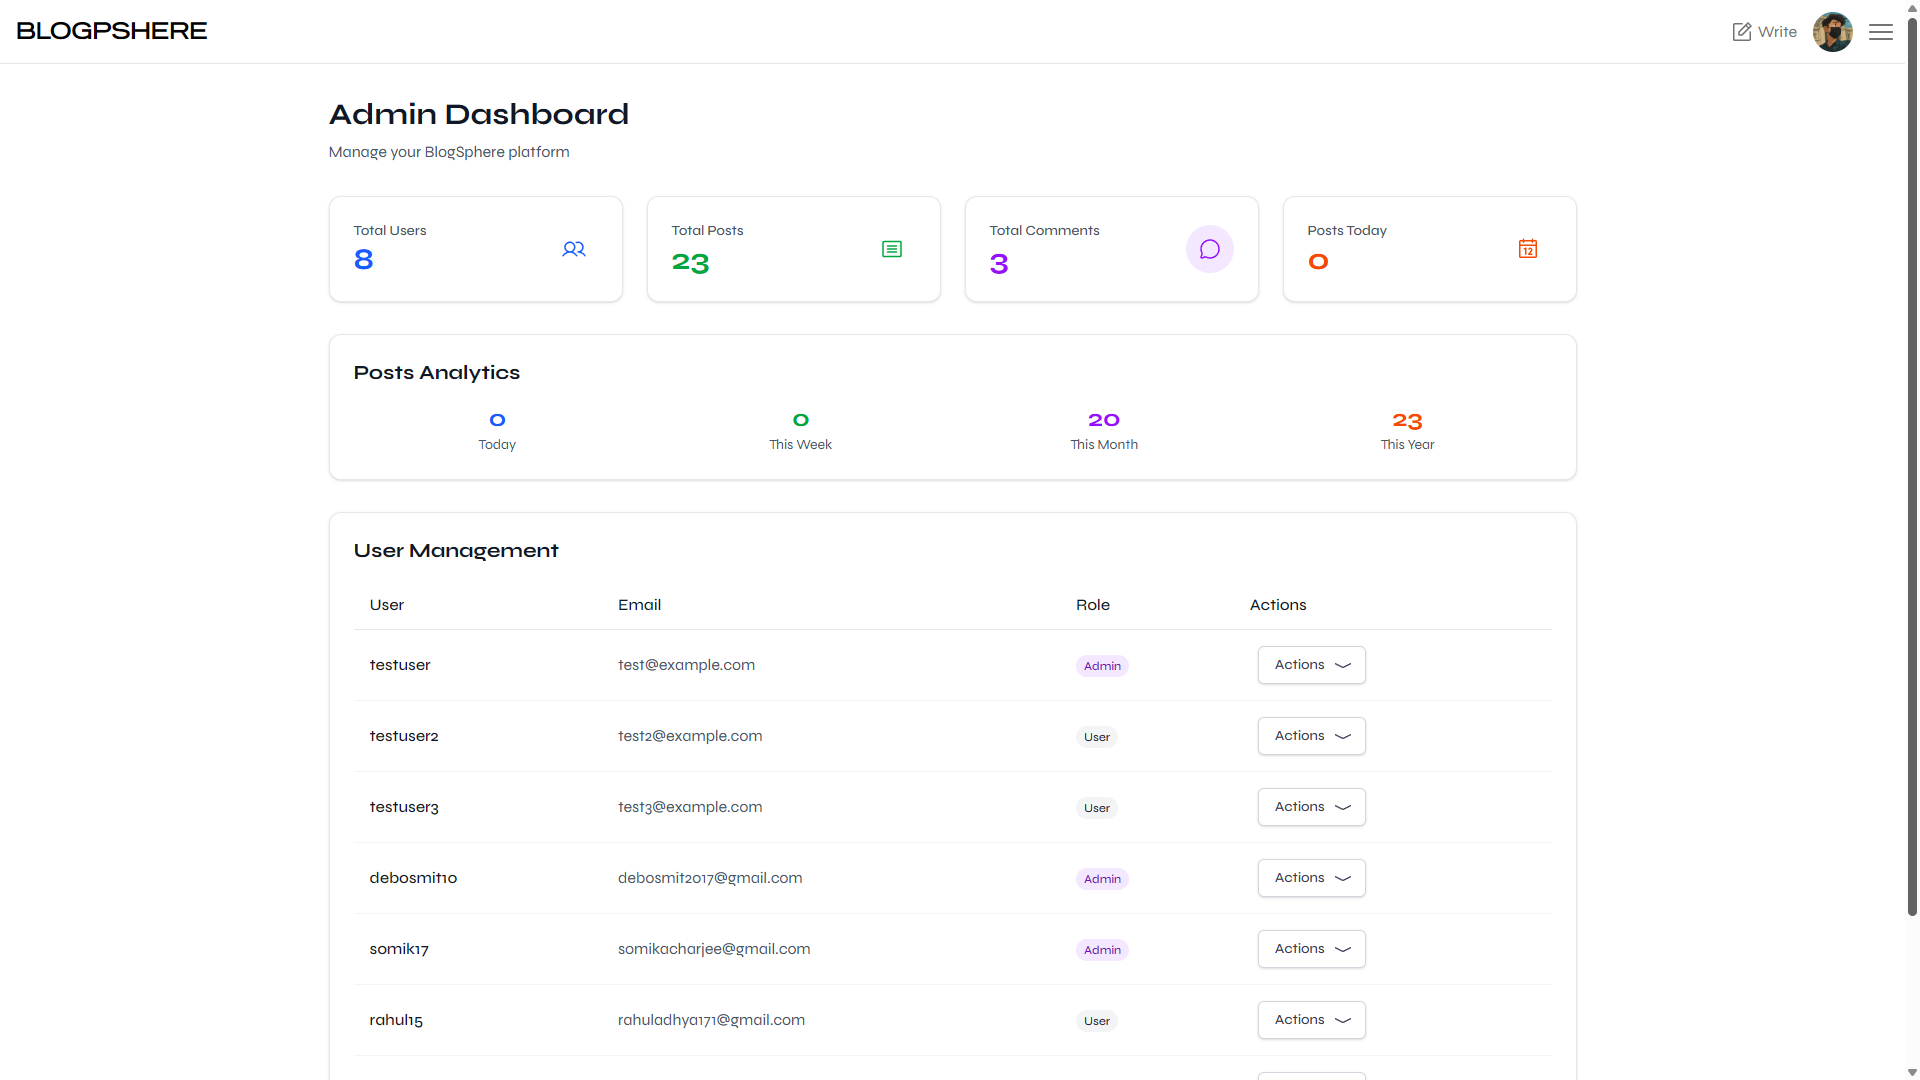 BLOGPSHERE
Write
Admin Dashboard
Manage your BlogSphere platform
Total Users
8
Total Posts
23
Total Comments
3
Posts Today
0
12
Posts Analytics
0
Today
0
This Week
20
This Month
23
This Year
User Management
User Email Role Actions
testuser test@example.com Admin Actions
testuser2 test2@example.com User Actions
testuser3 test3@example.com User Actions
debosmit10 debosmit2017@gmail.com Admin Actions
somik17 somikacharjee@gmail.com Admin Actions
rahul15 rahuladhya171@gmail.com User Actions